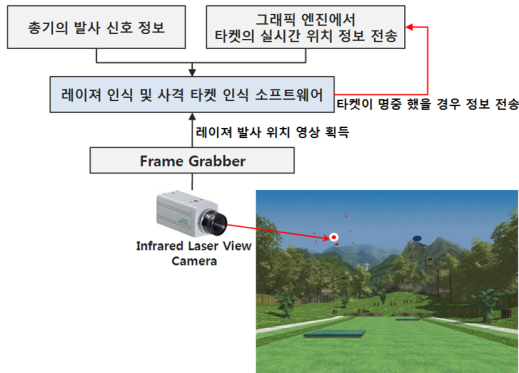 총기의 발사 신호 정보
그래픽 엔진에서
타켓의 실시간 위치 정보 전송
레이져 인식 및 사격 타켓 인식 소프트웨어
타켓이 명중 했을 경우 정보 전송
레이져 발사 위치 영상 획득
Frame Grabber
Infrared Laser View
Camera